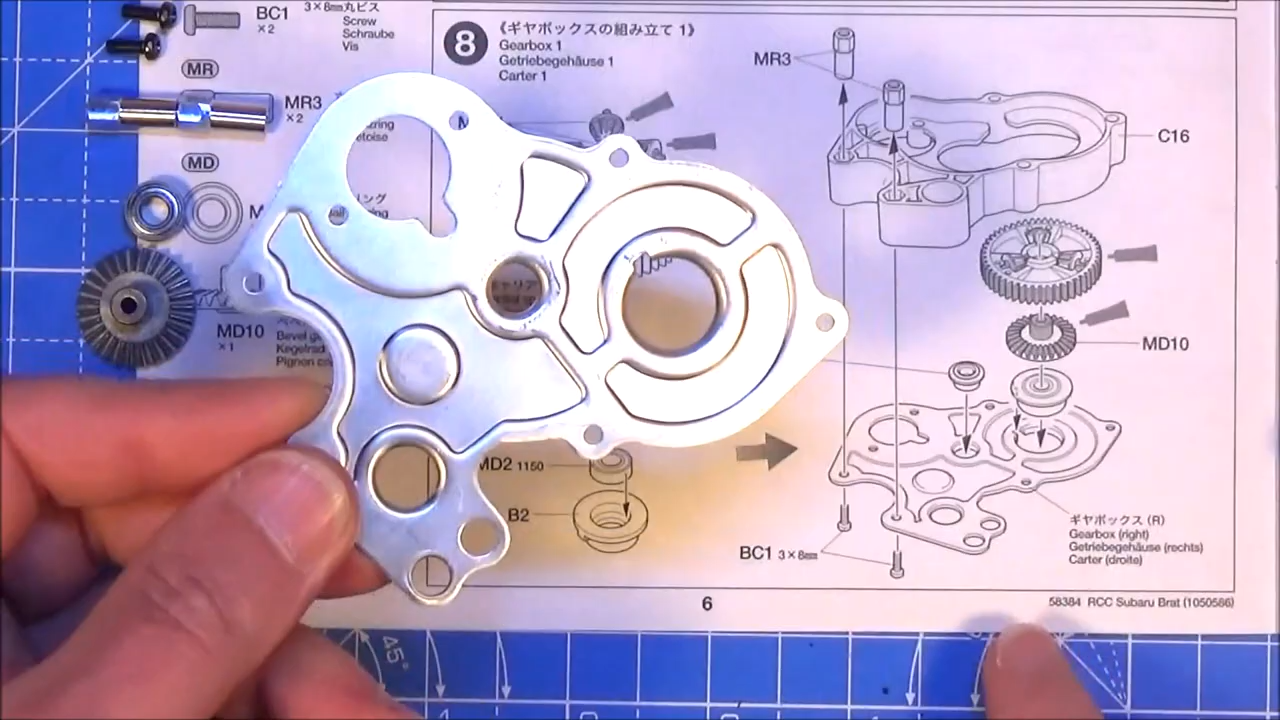 BC1
×2
3×8㎜丸ビス
Screw
Schraube
Vis
MR
MR3
×2
MD
MD10
×1
8
《ギヤボックスの組み立て 1》
Gearbox 1
Getriebegehäuse 1
Carter 1
MR3
C16
MD10
MD2 1150
B2
BC1 3×8㎜
ギヤボックス (R)
Gearbox (right)
Getriebegehäuse (rechts)
Carter (droite)
6
58384 RCC Subaru Brat (1050586)
45°